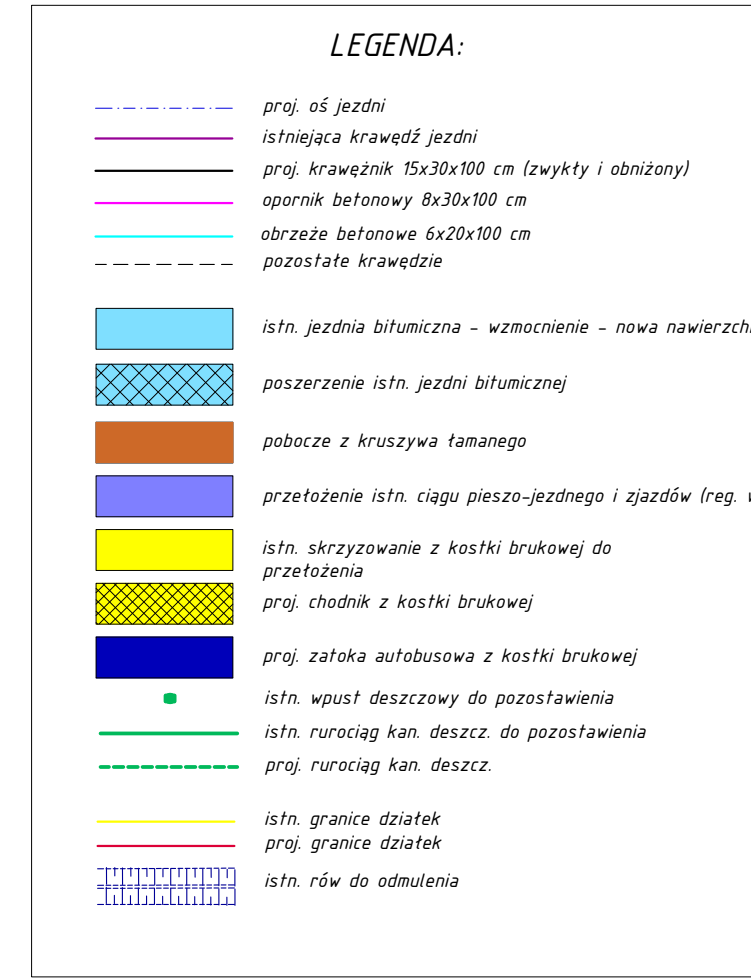 LEGENDA:
proj. oś jezdni
istniejąca krawędź jezdni
proj. krawężnik 15x30x100 cm (zwykły i obniżony)
opornik betonowy 8x30x100 cm
obrzeże betonowe 6x20x100 cm
pozostałe krawędzie
istn. jezdnia bitumiczna - wzmocnienie - nowa nawierzchn
poszerzenie istn. jezdni bitumicznej
pobocze z kruszywa łamanego
przełożenie istn. ciągu pieszo-jezdnego i zjazdów (reg. w
istn. skrzyzowanie z kostki brukowej do
przełożenia
proj. chodnik z kostki brukowej
proj. zatoka autobusowa z kostki brukowej
istn. wpust deszczowy do pozostawienia
istn. rurociąg kan. deszcz. do pozostawienia
proj. rurociąg kan. deszcz.
istn. granice działek
proj. granice działek
istn. rów do odmulenia